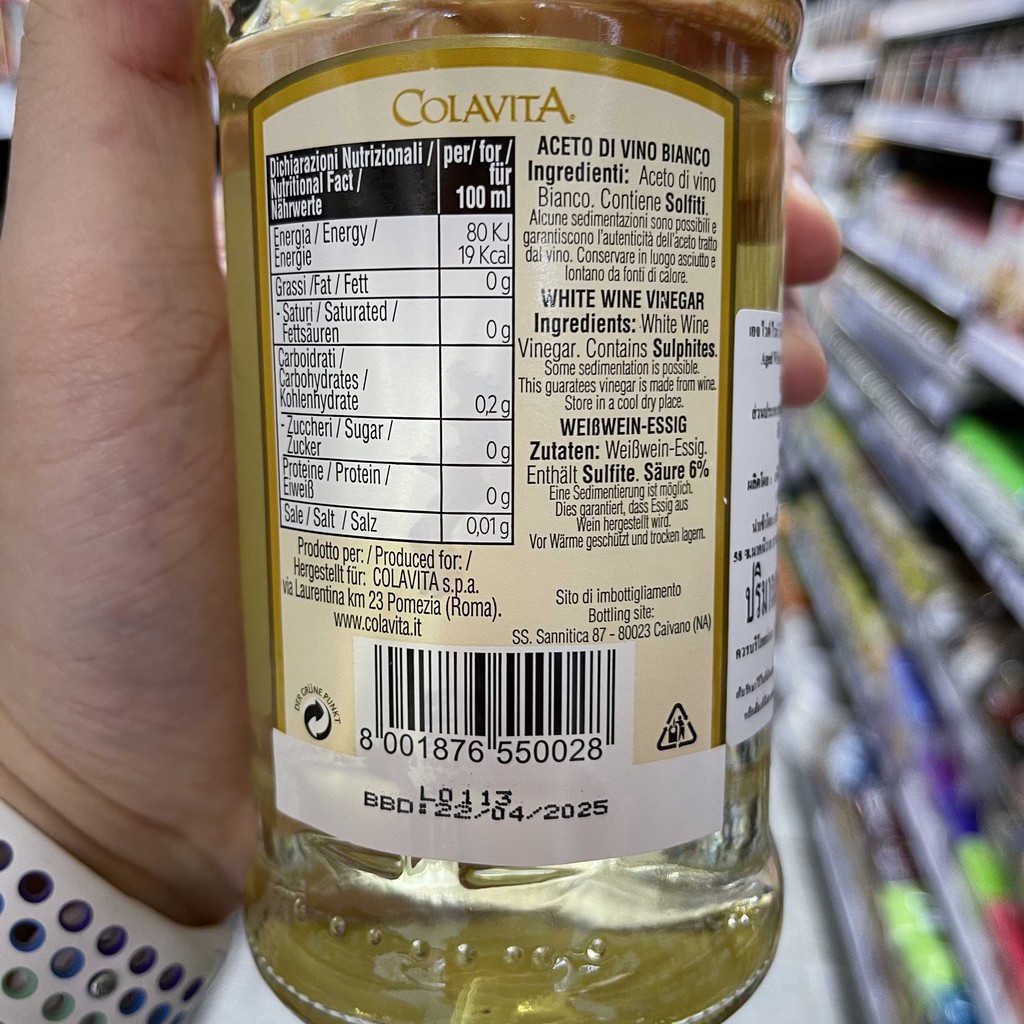 COLAVITA®
Dichiarazioni Nutrizionali /
Nutritional Fact /
Nährwerte
per/ for /
für
100 ml
Energia / Energy /
Energie
80 KJ
19 Kcal
Grassi /Fat / Fett
0 g
- Saturi / Saturated /
Fettsäuren
0 g
Carboidrati /
Carbohydrates /
Kohlenhydrate
0,2 g
- Zuccheri / Sugar /
Zucker
0 g
Proteine / Protein /
Eiweiß
0 g
Sale / Salt / Salz
0,01 g
Prodotto per: / Produced for: /
Hergestellt für: COLAVITA s.p.a.
via Laurentina km 23 Pomezia (Roma).
www.colavita.it
ACETO DI VINO BIANCO
Ingredienti: Aceto di vino
Bianco. Contiene Solfiti.
Alcune sedimentazioni sono possibili e
garantiscono l'autenticità dell'aceto tratto
dal vino. Conservare in luogo asciutto e
lontano da fonti di calore.
WHITE WINE VINEGAR
Ingredients: White Wine
Vinegar. Contains Sulphites.
Some sedimentation is possible.
This guaratees vinegar is made from wine.
Store in a cool dry place.
WEIßWEIN-ESSIG
Zutaten: Weißwein-Essig.
Enthält Sulfite. Säure 6%
Eine Sedimentierung ist möglich.
Dies garantiert, dass Essig aus
Wein hergestellt wird.
Vor Wärme geschützt und trocken lagern.
Sito di imbottigliamento
Bottling site:
SS. Sannitica 87 - 80023 Caivano (NA)
DER GRÜNE PUNKT
8 001876 550028
L0113
BBD:22/04/2025